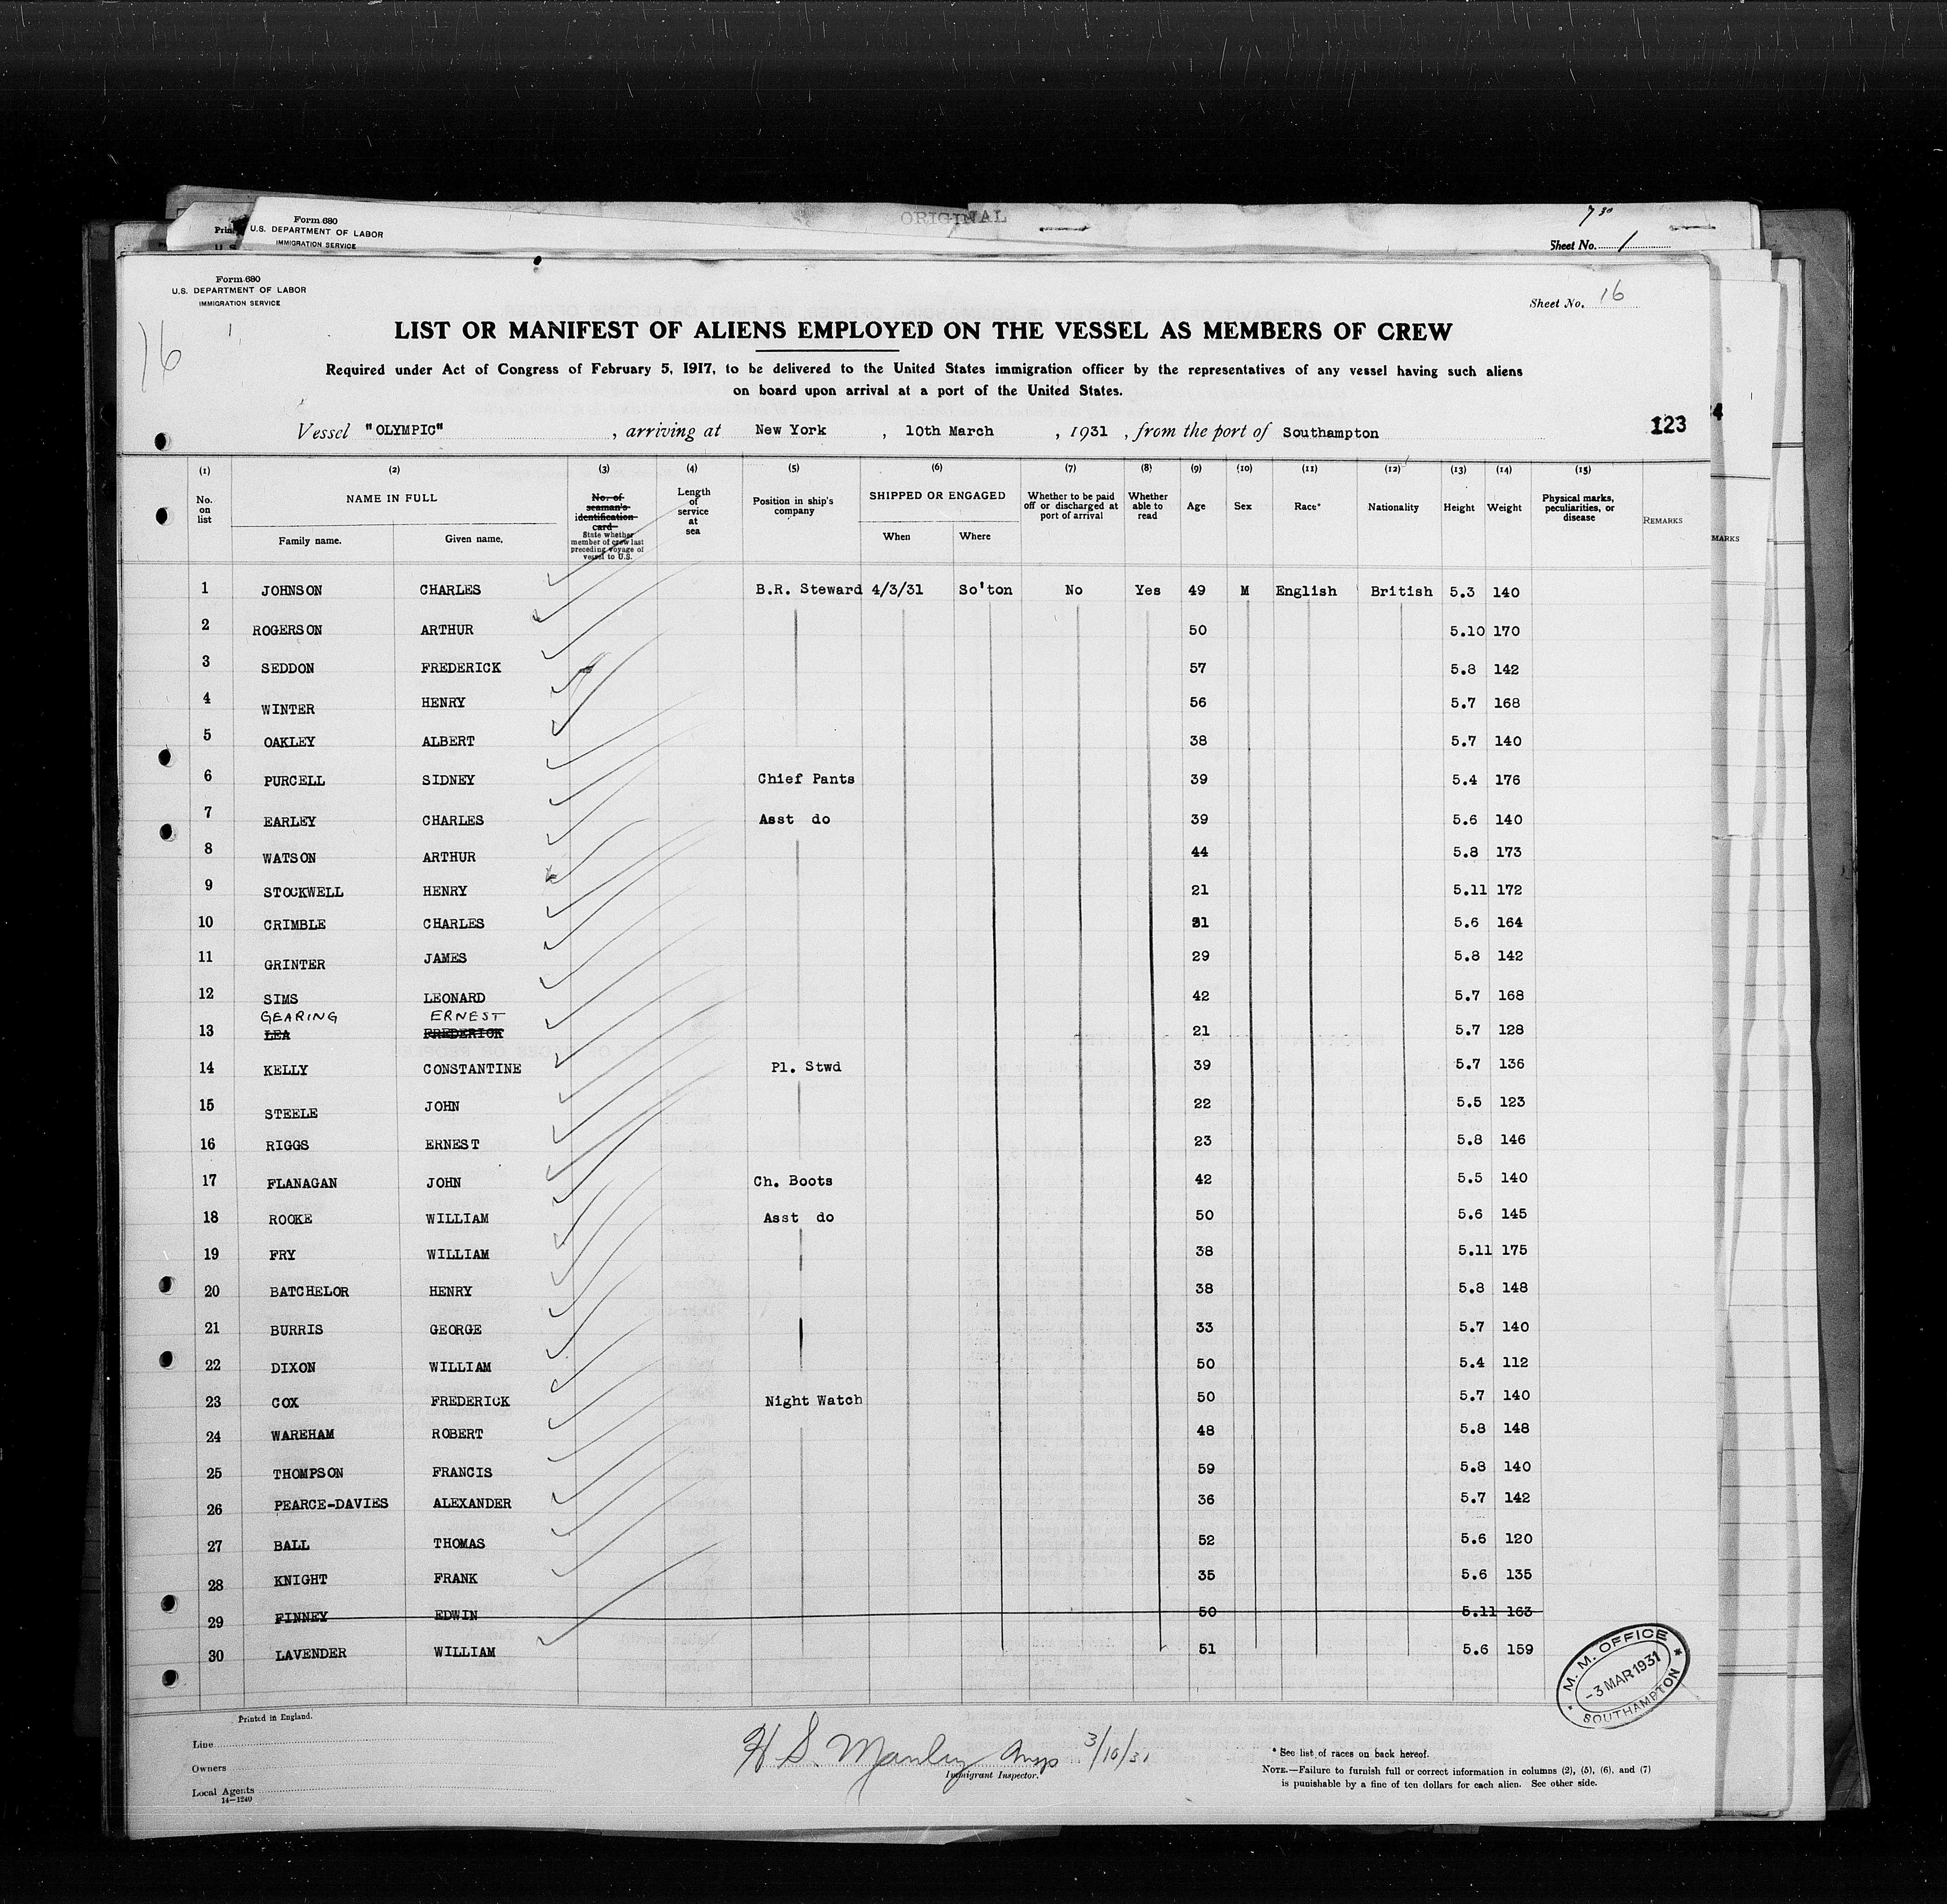 ORIGINAL
7 30
Form 680
U.S. DEPARTMENT OF LABOR
IMMIGRATION SERVICE
Sheet No. 1
Form 680
U.S. DEPARTMENT OF LABOR
IMMIGRATION SERVICE
Sheet No. 16
16
LIST OR MANIFEST OF ALIENS EMPLOYED ON THE VESSEL AS MEMBERS OF CREW
Required under Act of Congress of February 5, 1917, to be delivered to the United States immigration officer by the representatives of any vessel having such aliens
on board upon arrival at a port of the United States.
Vessel "OLYMPIC", arriving at New York, 10th March, 1931, from the port of Southampton
123
(1) (2) (3) (4) (5) (6) (7) (8) (9) (10) (11) (12) (13) (14) (15)
No. on list
NAME IN FULL
Family name. Given name.
No. of seaman's identification card
State whether member of crew last preceding voyage of vessel to U.S.
Length of service at sea
Position in ship's company
SHIPPED OR ENGAGED
When Where
Whether to be paid off or discharged at port of arrival
Whether able to read
Age
Sex
Race*
Nationality
Height
Weight
Physical marks, peculiarities, or disease
REMARKS
MARKS
1 JOHNSON CHARLES B.R. Steward 4/3/31 So'ton No Yes 49 M English British 5.3 140
2 ROGERSON ARTHUR 50 5.10 170
3 SEDDON FREDERICK 57 5.8 142
4 WINTER HENRY 56 5.7 168
5 OAKLEY ALBERT 38 5.7 140
6 PURCELL SIDNEY Chief Pants 39 5.4 176
7 EARLEY CHARLES Asst do 39 5.6 140
8 WATSON ARTHUR 44 5.8 173
9 STOCKWELL HENRY 21 5.11 172
10 CRIMBLE CHARLES 31 5.6 164
11 GRINTER JAMES 29 5.8 142
12 SIMS LEONARD 42 5.7 168
GEARING ERNEST
13 LEA FREDERICK 21 5.7 128
14 KELLY CONSTANTINE Pl. Stwd 39 5.7 136
15 STEELE JOHN 22 5.5 123
16 RIGGS ERNEST 23 5.8 146
17 FLANAGAN JOHN Ch. Boots 42 5.5 140
18 ROOKE WILLIAM Asst do 50 5.6 145
19 FRY WILLIAM 38 5.11 175
20 BATCHELOR HENRY 38 5.8 148
21 BURRIS GEORGE 33 5.7 140
22 DIXON WILLIAM 50 5.4 112
23 COX FREDERICK Night Watch 50 5.7 140
24 WAREHAM ROBERT 48 5.8 148
25 THOMPSON FRANCIS 59 5.8 140
26 PEARCE-DAVIES ALEXANDER 36 5.7 142
27 BALL THOMAS 52 5.6 120
28 KNIGHT FRANK 35 5.6 135
29 FINNEY EDWIN 50 5.11 163
30 LAVENDER WILLIAM 51 5.6 159
M. M. OFFICE
-3 MAR 1931
SOUTHAMPTON
Printed in England.
Line
Owners
Local Agents
14—1240
H S. Manley Insp 3/10/31
Immigrant Inspector.
* See list of races on back hereof.
NOTE.—Failure to furnish full or correct information in columns (2), (5), (6), and (7)
is punishable by a fine of ten dollars for each alien. See other side.